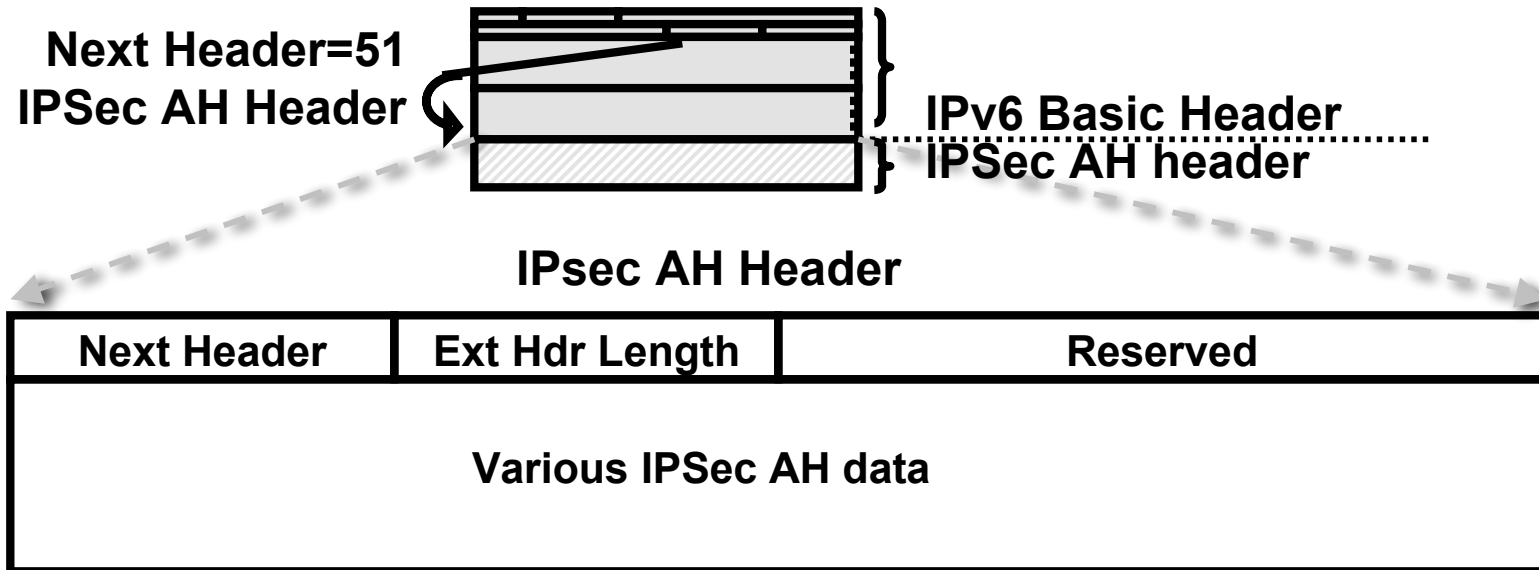 Next Header=51
IPSec AH Header
IPv6 Basic Header
IPSec AH header
IPsec AH Header
Next Header
Ext Hdr Length
Reserved
Various IPSec AH data